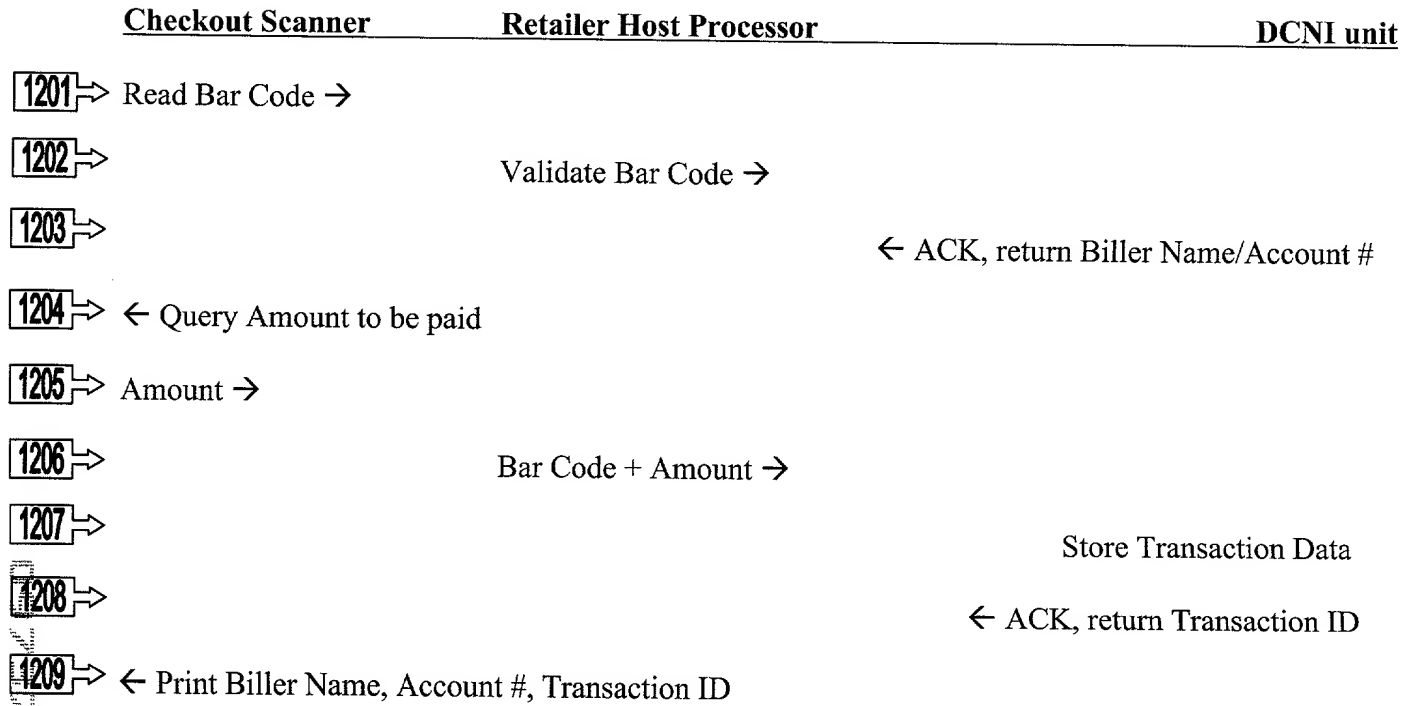 Checkout Scanner Retailer Host Processor DCNI unit
1201 Read Bar Code →
1202 Validate Bar Code →
1203 ← ACK, return Biller Name/Account #
1204 ← Query Amount to be paid
1205 Amount →
1206 Bar Code + Amount →
1207 Store Transaction Data
1208 ← ACK, return Transaction ID
1209 ← Print Biller Name, Account #, Transaction ID